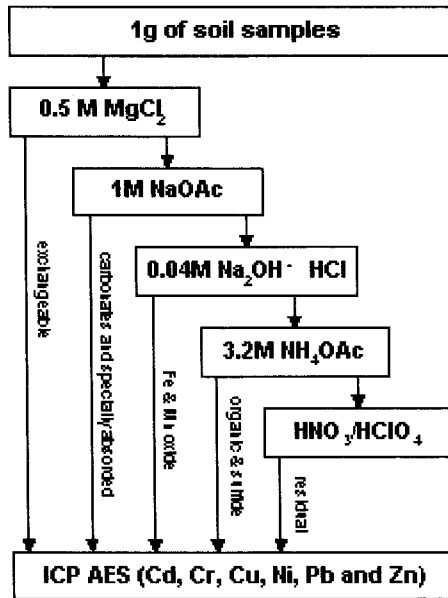 1g of soil samples
0.5 M MgCl₂
1M NaOAc
0.04M Na₂OH · HCl
3.2M NH₄OAc
HNO₃/HClO₄
exchangeable
carbonates and specially absorded
Fe & Mn oxide
organic & sulfide
residual
ICP AES (Cd, Cr, Cu, Ni, Pb and Zn)